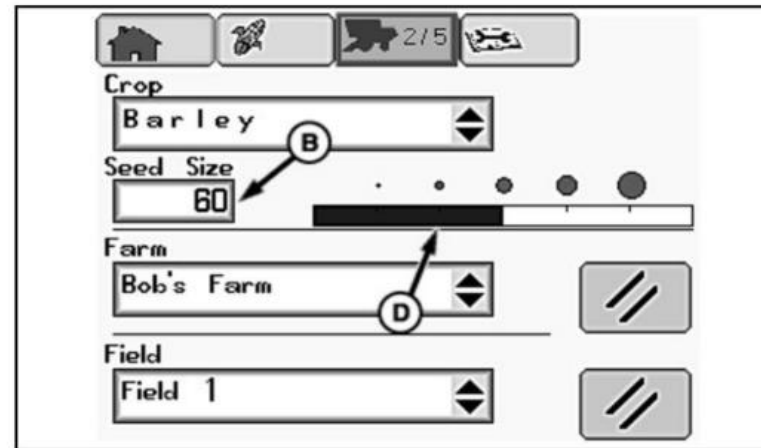 2/5
Crop
Barley
B
Seed Size
60
Farm
Bob's Farm
D
Field
Field 1